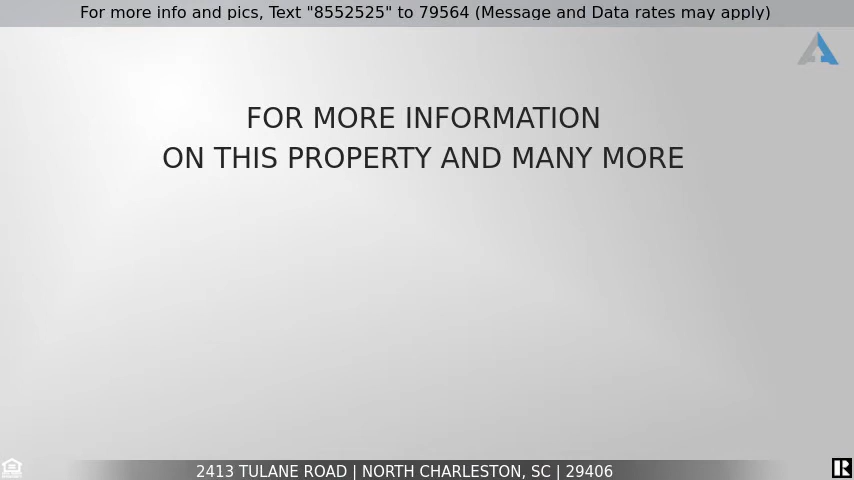 For more info and pics, Text "8552525" to 79564 (Message and Data rates may apply)
FOR MORE INFORMATION
ON THIS PROPERTY AND MANY MORE
2413 TULANE ROAD | NORTH CHARLESTON, SC | 29406